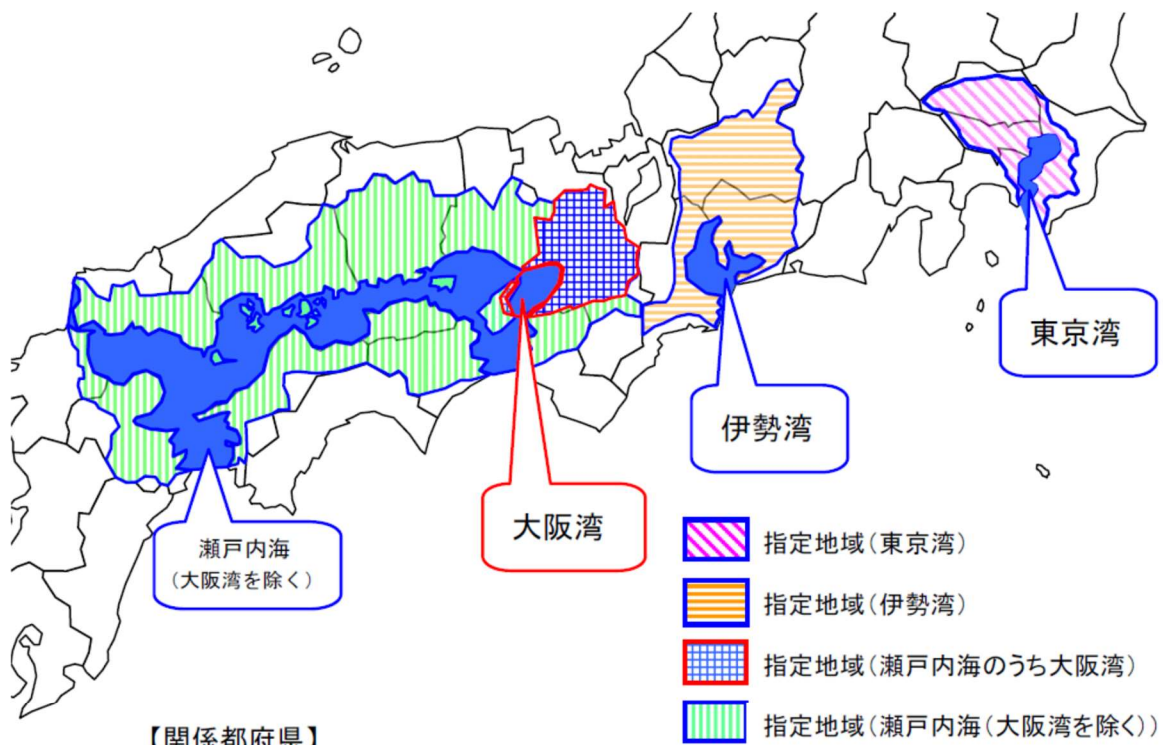 東京湾
伊勢湾
大阪湾
瀬戸内海
(大阪湾を除く)
指定地域(東京湾)
指定地域(伊勢湾)
指定地域(瀬戸内海のうち大阪湾)
指定地域(瀬戸内海(大阪湾を除く))
【関係都府県】